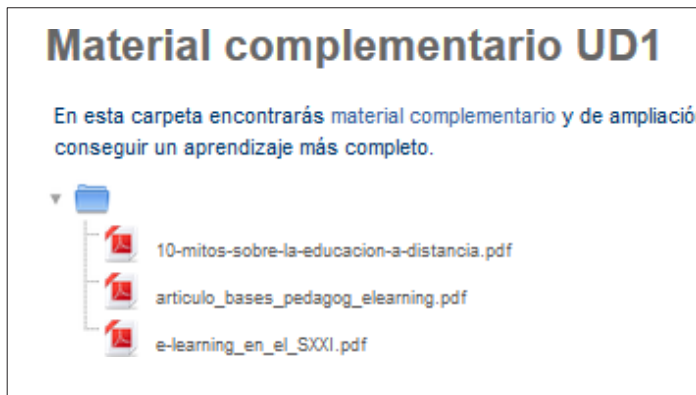 Material complementario UD1
En esta carpeta encontrarás material complementario y de ampliació
conseguir un aprendizaje más completo.
10-mitos-sobre-la-educacion-a-distancia.pdf
articulo_bases_pedagog_elearning.pdf
e-learning_en_el_SXXI.pdf